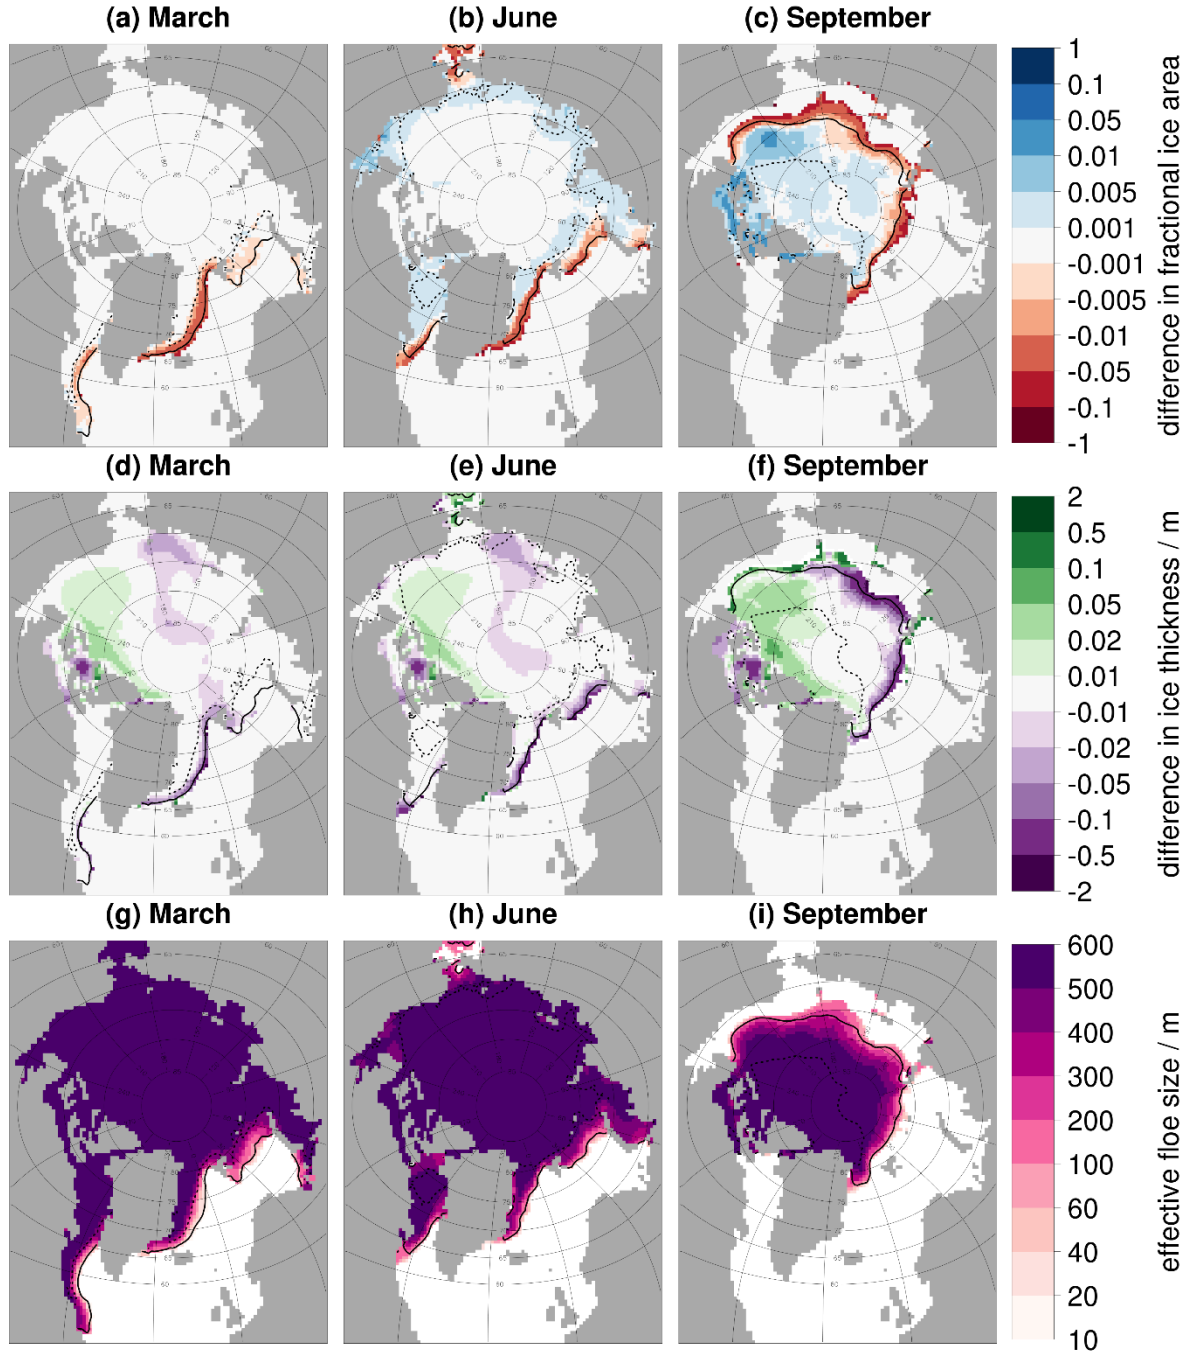 (a) March
(b) June
(c) September
1
0.1
0.05
0.01
0.005
0.001
-0.001
-0.005
-0.01
-0.05
-0.1
-1
difference in fractional ice area
(d) March
(e) June
(f) September
2
0.5
0.1
0.05
0.02
0.01
-0.01
-0.02
-0.05
-0.1
-0.5
-2
difference in ice thickness / m
(g) March
(h) June
(i) September
600
500
400
300
200
100
60
40
20
10
effective floe size / m